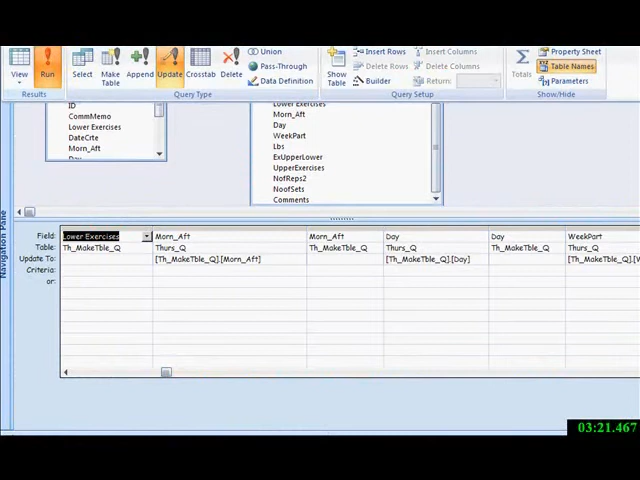 View Run Select Make Table Append Update Crosstab Delete
Union
Pass-Through
Data Definition
Show Table
Insert Rows
Delete Rows
Builder
Insert Columns
Delete Columns
Return:
Totals
Property Sheet
Table Names
Parameters
Results Query Type Query Setup Show/Hide
ID
CommMemo
Lower Exercises
DateCrte
Morn_Aft
Day
Lower Exercises
Morn_Aft
Day
WeekPart
Lbs
ExUpperLower
UpperExercises
NofReps2
NoofSets
Comments
Navigation Pane
Field: Lower Exercises Morn_Aft Morn_Aft Day Day WeekPart
Table: Th_MakeTble_Q Thurs_Q Th_MakeTble_Q Thurs_Q Th_MakeTble_Q Thurs_Q
Update To: [Th_MakeTble_Q].[Morn_Aft] [Th_MakeTble_Q].[Day] [Th_MakeTble_Q].[W
Criteria:
or:
03:21.467